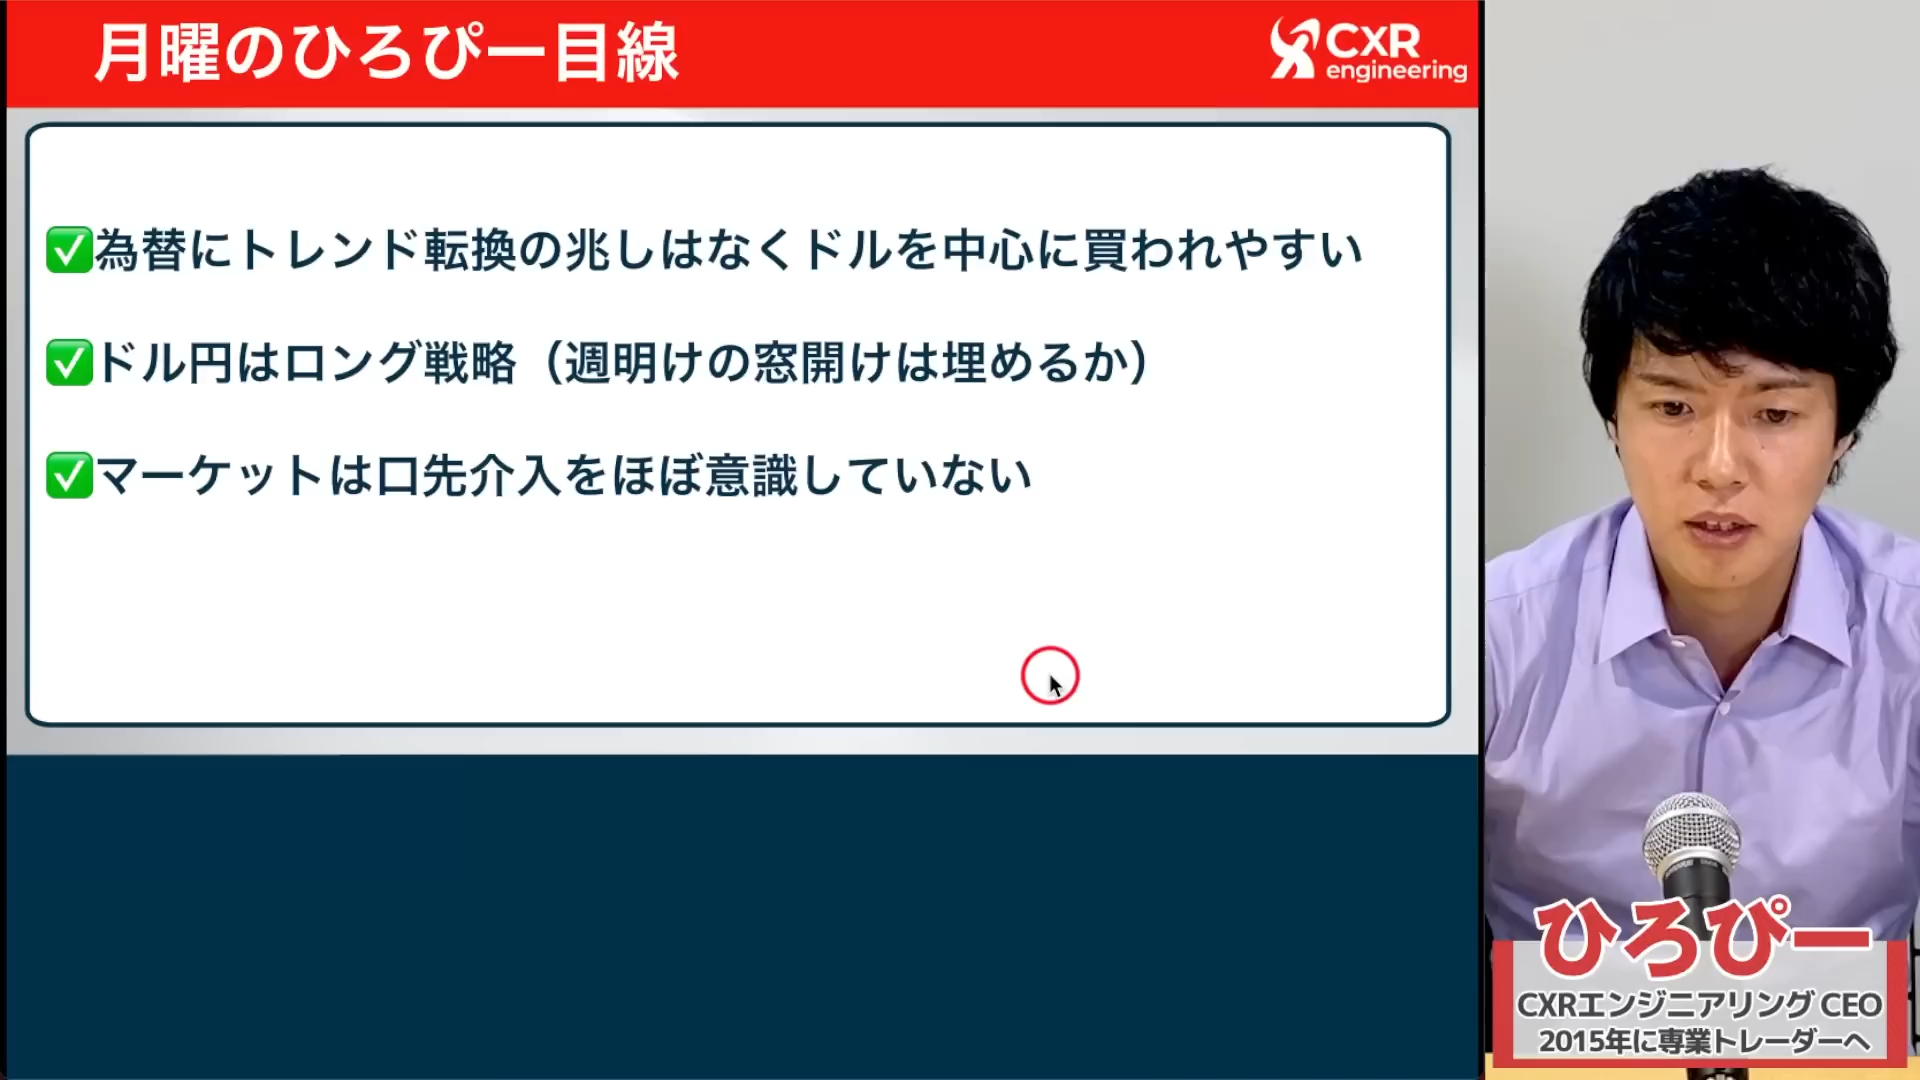 月曜のひろぴー目線
CXR
engineering
✅為替にトレンド転換の兆しはなくドルを中心に買われやすい
✅ドル円はロング戦略（週明けの窓開けは埋めるか）
✅マーケットは口先介入をほぼ意識していない
ひろぴー
CXRエンジニアリング CEO
2015年に専業トレーダーへ